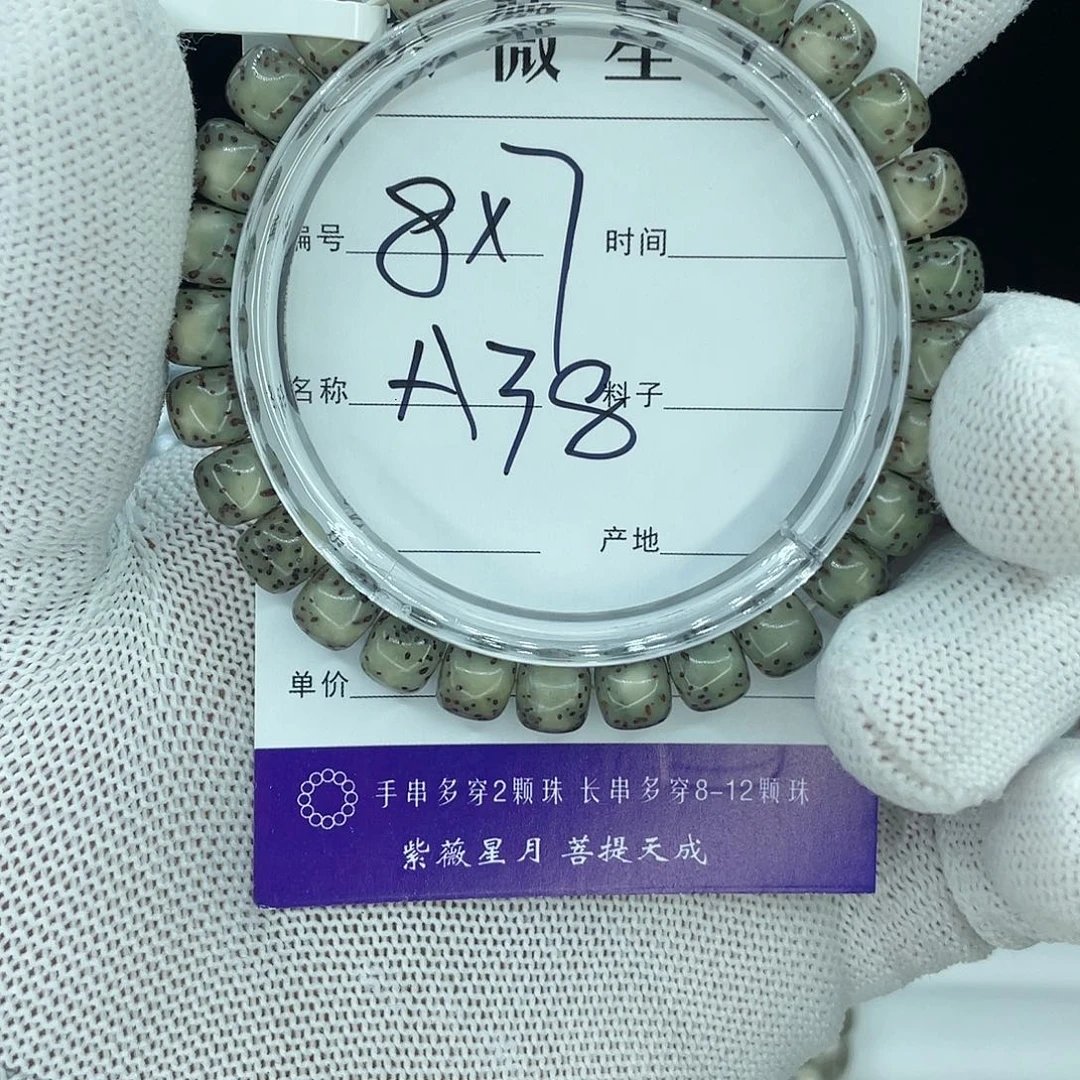 薇星
编号 8×7 时间
名称 A38 料子
产地
单价
手串多穿2颗珠 长串多穿8-12颗珠
紫薇星月 菩提天成